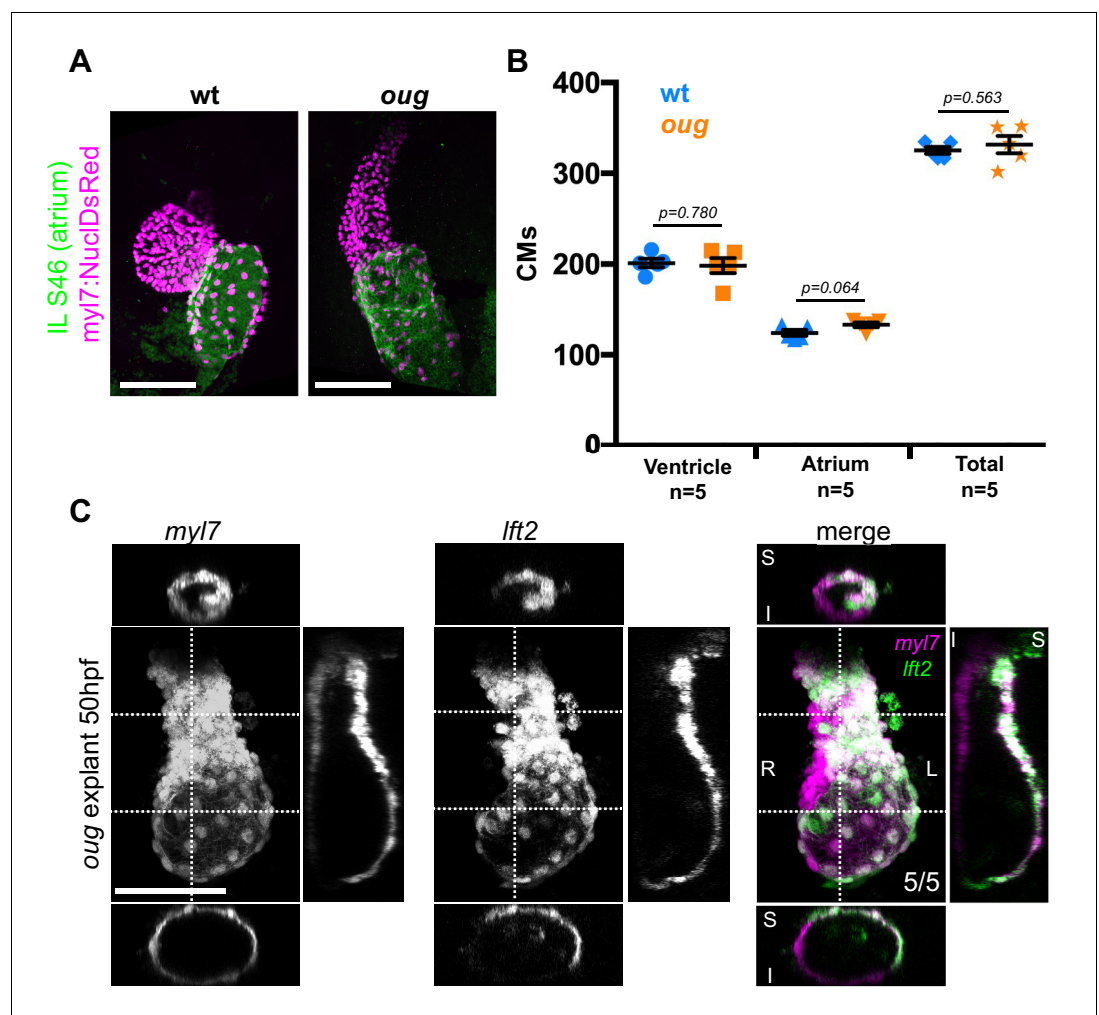 A
wt
oug
IL S46 (atrium)
myl7:NuclDsRed
B
wt
oug
p=0.780
p=0.064
p=0.563
CMs
400
300
200
100
0
Ventricle
n=5
Atrium
n=5
Total
n=5
C
myl7
lft2
merge
oug explant 50hpf
S
I
myl7
lft2
R
L
5/5
I
S
S
I